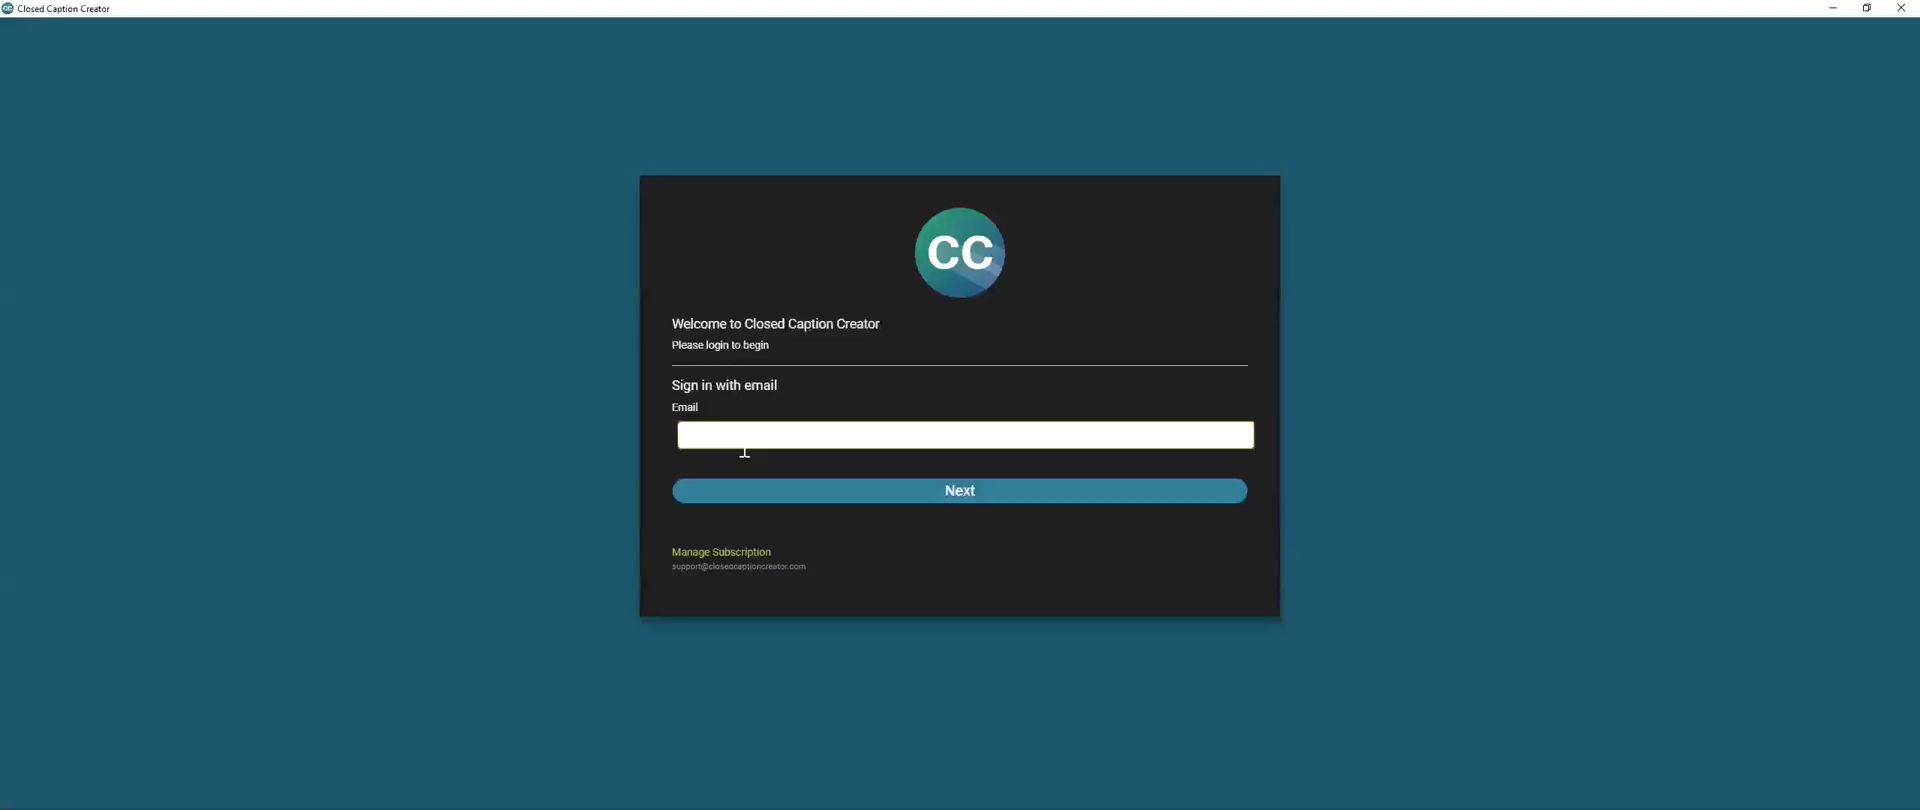 Closed Caption Creator
CC
Welcome to Closed Caption Creator
Please login to begin
Sign in with email
Email
Next
Manage Subscription
support@closedcaptioncreator.com